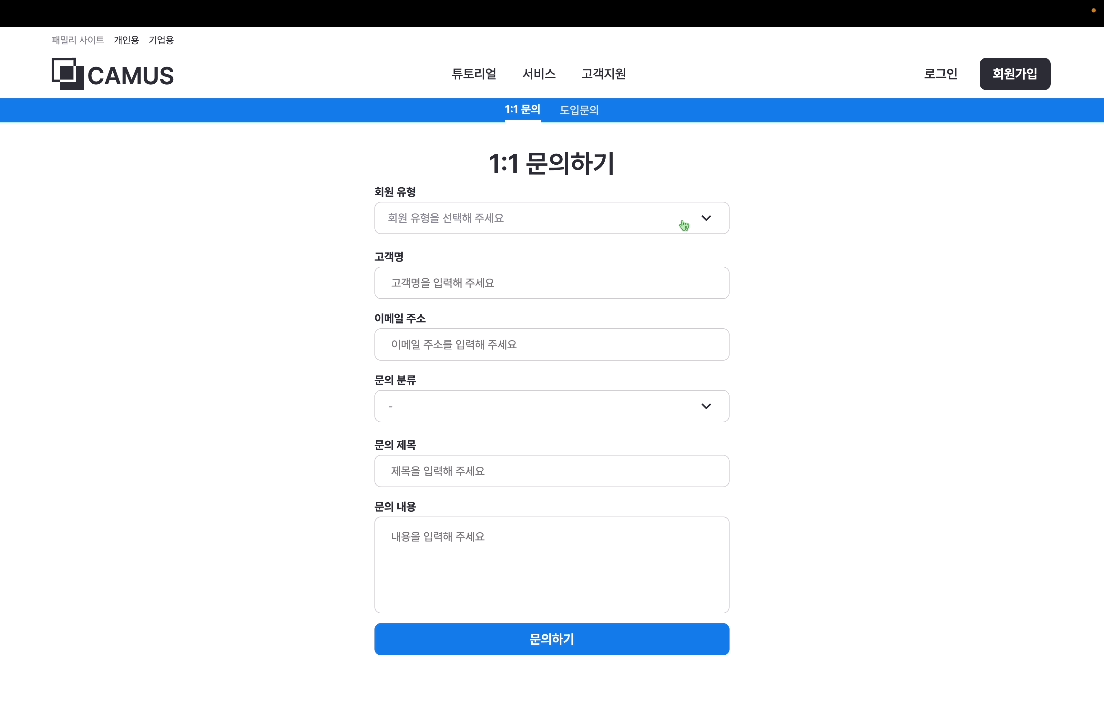 패밀리 사이트 개인용 기업용
CAMUS
튜토리얼 서비스 고객지원
로그인 회원가입
1:1 문의 도입문의
1:1 문의하기
회원 유형
회원 유형을 선택해 주세요
고객명
고객명을 입력해 주세요
이메일 주소
이메일 주소를 입력해 주세요
문의 분류
-
문의 제목
제목을 입력해 주세요
문의 내용
내용을 입력해 주세요
문의하기